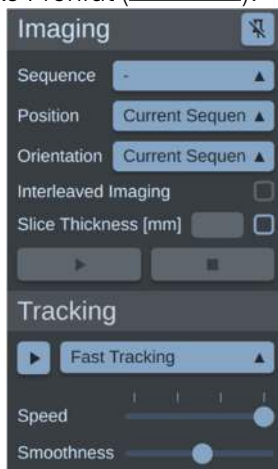 Imaging
Sequence -
Position Current Sequen
Orientation Current Sequen
Interleaved Imaging
Slice Thickness [mm]
Tracking
Fast Tracking
Speed
Smoothness